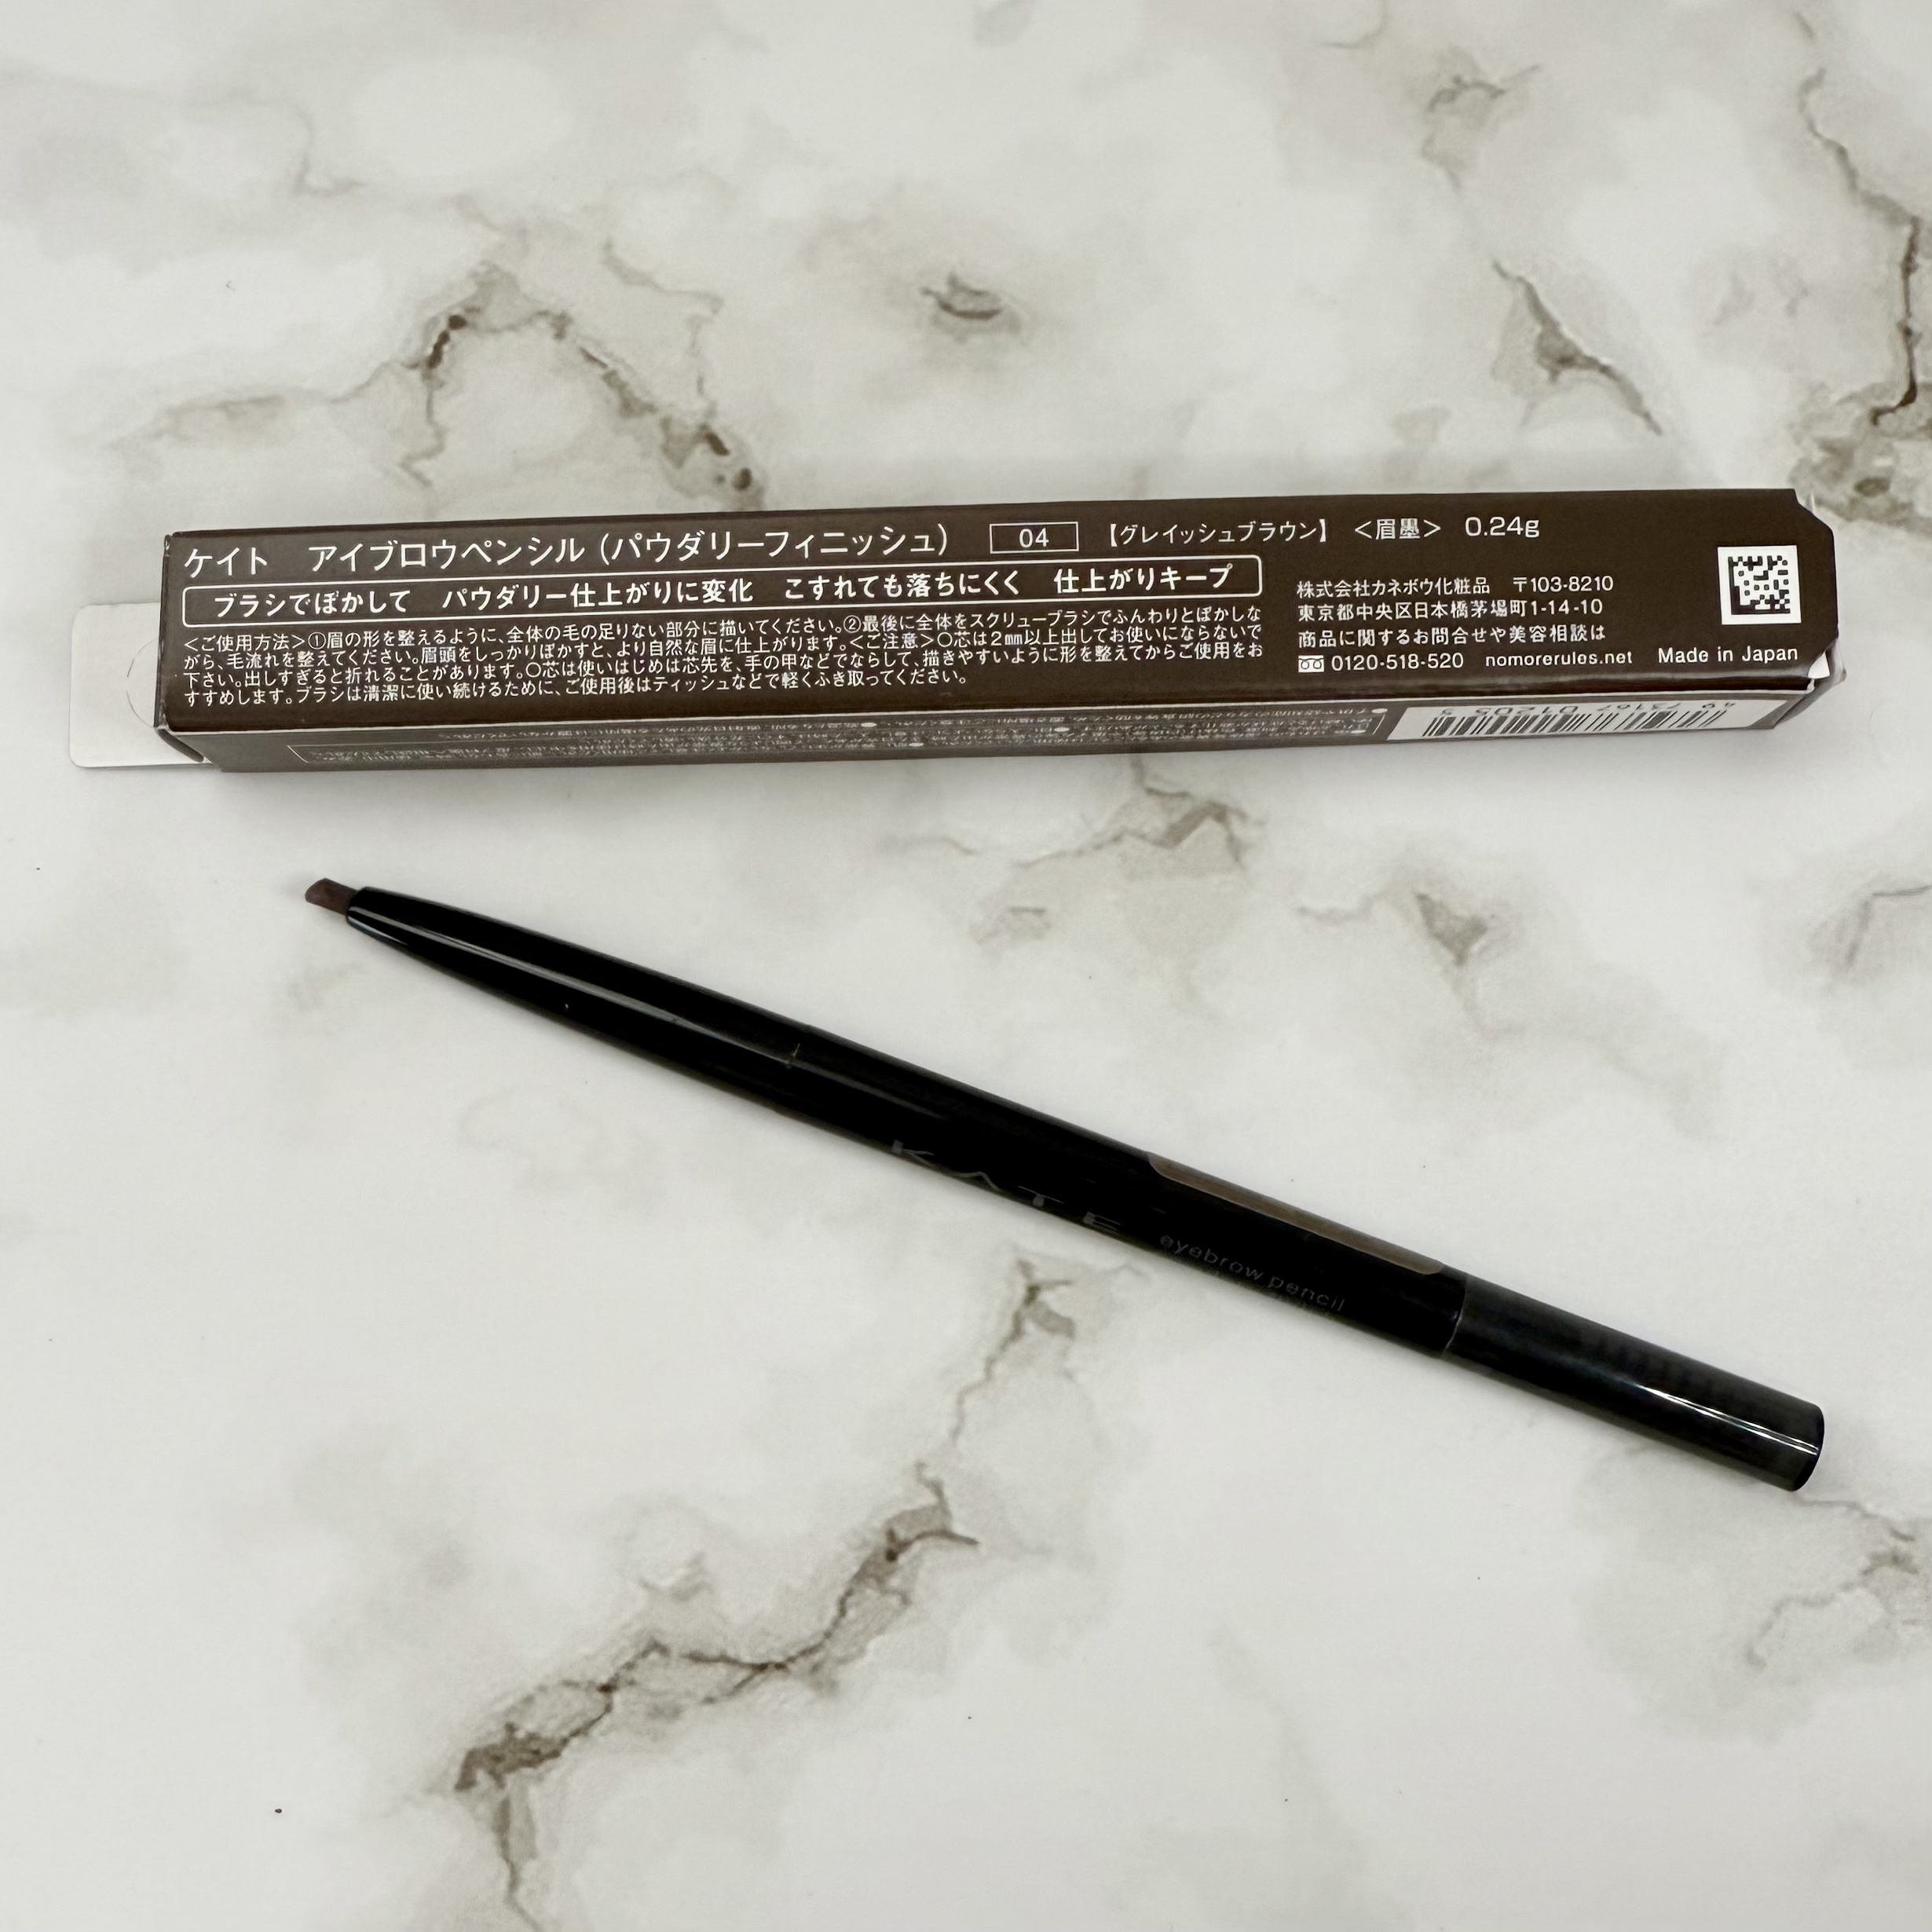 ケイト アイブロウペンシル（パウダリーフィニッシュ） 04 【グレイッシュブラウン】 ＜眉墨＞ 0.24g
ブラシでぼかして パウダリー仕上がりに変化 こすれても落ちにくく 仕上がりキープ
＜ご使用方法＞①眉の形を整えるように、全体の毛の足りない部分に描いてください。②最後に全体をスクリューブラシでふんわりとぼかしな
がら、毛流れを整えてください。眉頭をしっかりぼかすと、より自然な眉に仕上がります。＜ご注意＞○芯は2㎜以上出してお使いにならないで
下さい。出しすぎると折れることがあります。○芯は使いはじめは芯先を、手の甲などでならして、描きやすいように形を整えてからご使用をお
すすめします。ブラシは清潔に使い続けるために、ご使用後はティッシュなどで軽くふき取ってください。
株式会社カネボウ化粧品 〒103-8210
東京都中央区日本橋茅場町1-14-10
商品に関するお問合せや美容相談は
0120-518-520 nomorerules.net Made in Japan
KATE
eyebrow pencil